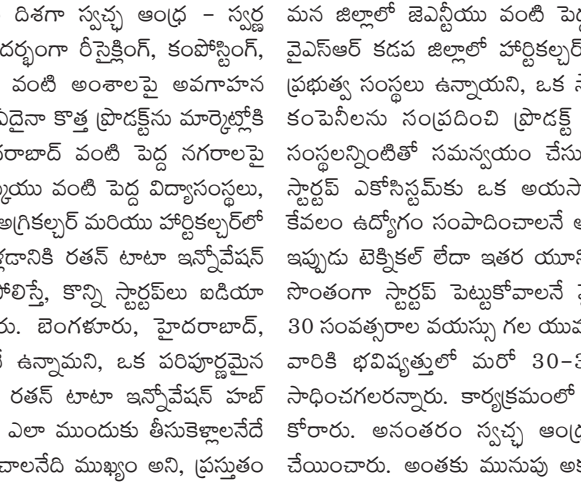 దిశగా స్వచ్ఛ ఆంధ్ర – స్వర్ణ
దర్భంగా రీసైక్లింగ్, కంపోస్టింగ్,
వంటి అంశాలపై అవగాహన
ఏదైనా కొత్త ప్రొడక్ట్‌ను మార్కెట్లోకి
దరాబాద్ వంటి పెద్ద నగరాలపై
వంటి పెద్ద విద్యాసంస్థలు,
అగ్రికల్చర్ మరియు హార్టికల్చర్‌లో
రతన్ టాటా ఇన్నోవేషన్
పోలిస్తే, కొన్ని స్టార్టప్‌లు ఐడియా
రు. బెంగళూరు, హైదరాబాద్,
ఉన్నామని, ఒక పరిపూర్ణమైన
రతన్ టాటా ఇన్నోవేషన్ హబ్
ఎలా ముందుకు తీసుకెళ్లాలనేదే
చాలనేది ముఖ్యం అని, ప్రస్తుతం
మన జిల్లాలో జెఎన్టీయు వంటి పెద్ద
వైఎస్ఆర్ కడప జిల్లాలో హార్టికల్చర్
ప్రభుత్వ సంస్థలు ఉన్నాయని, ఒక
కంపెనీలను సంప్రదించి ప్రొడక్ట్
సంస్థలన్నింటితో సమన్వయం చేసు
స్టార్టప్ ఎకోసిస్టమ్‌కు ఒక అయసా
కేవలం ఉద్యోగం సంపాదించాలనే
ఇప్పుడు టెక్నికల్ లేదా ఇతర యూని
సొంతంగా స్టార్టప్ పెట్టుకోవాలనే
30 సంవత్సరాల వయస్సు గల యువ
వారికి భవిష్యత్తులో మరో 30-3
సాధించగలరన్నారు. కార్యక్రమంలో
కోరారు. అనంతరం స్వచ్ఛ ఆంధ్ర
చేయించారు. అంతకు మునుపు అక